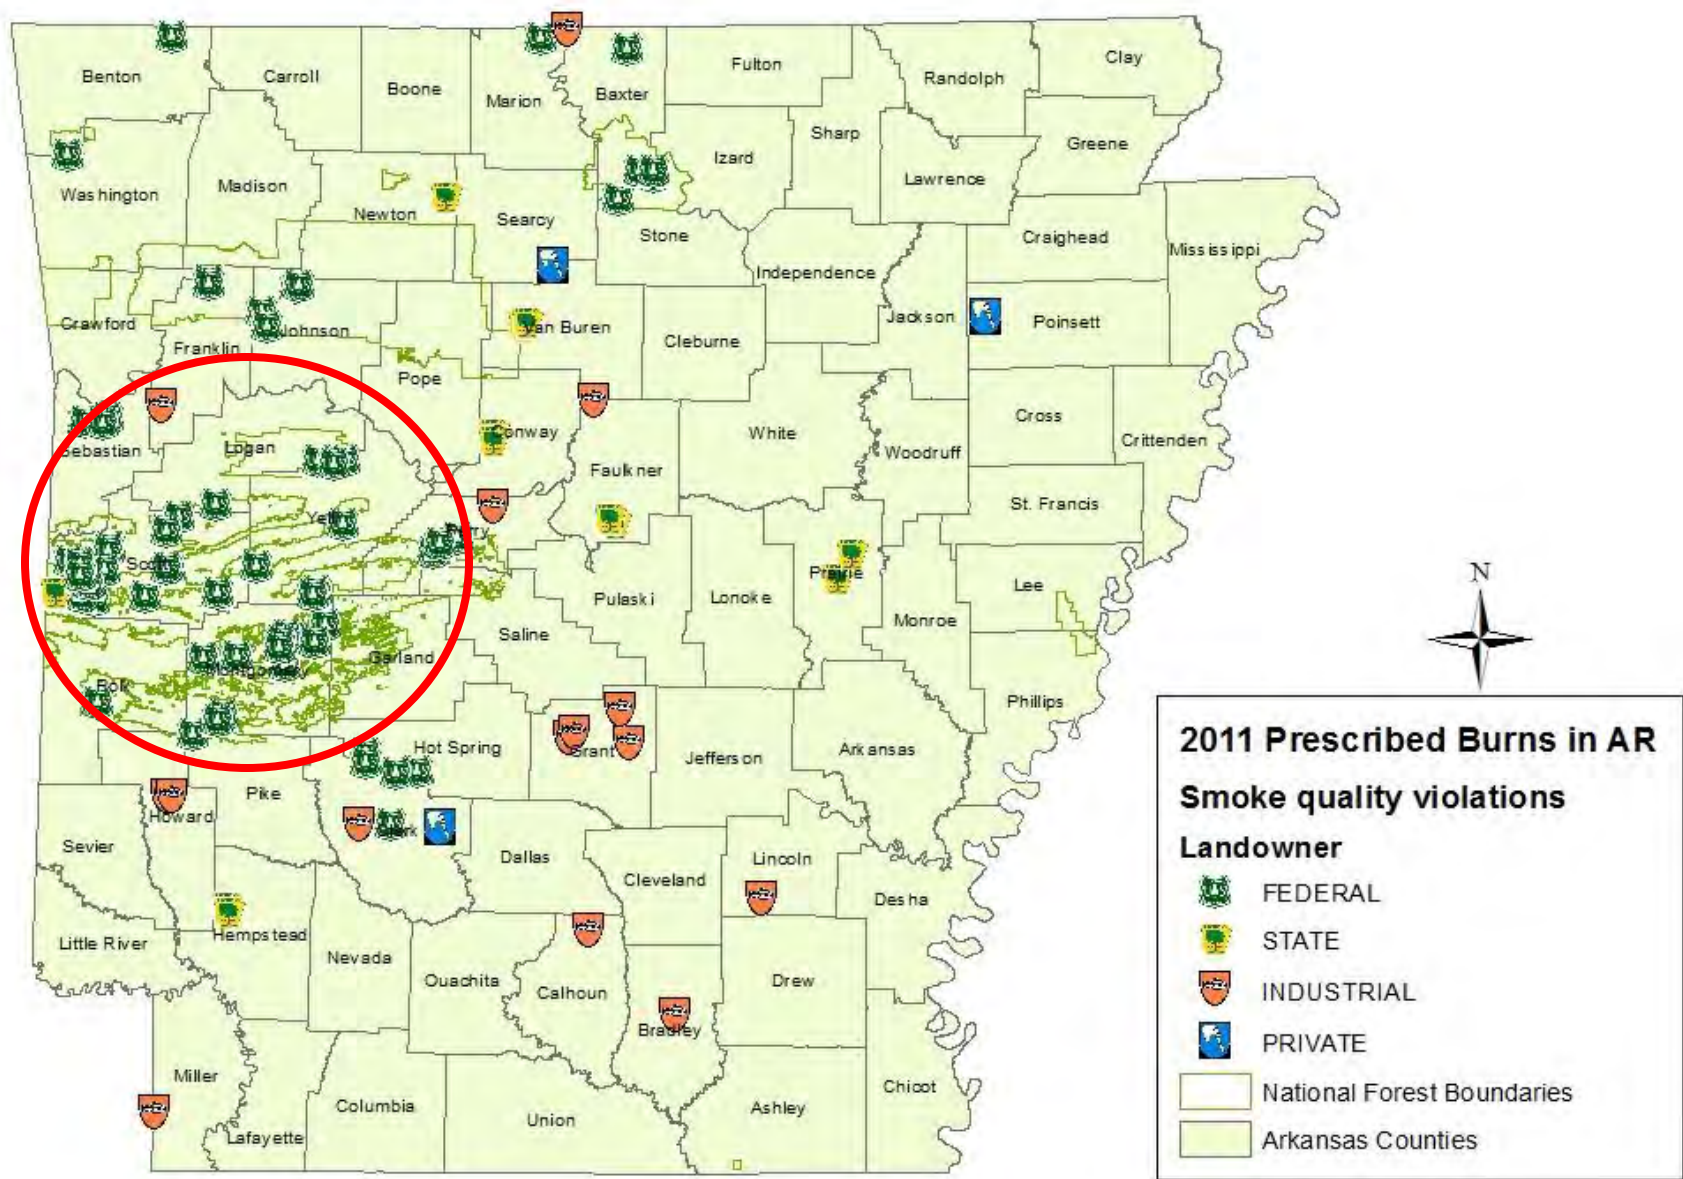 Benton
Carroll
Boone
Marion
Baxter
Fulton
Randolph
Clay
Sharp
Greene
Izard
Lawrence
Washington
Madison
Newton
Searcy
Stone
Craighead
Mississippi
Independence
Crawford
Johnson
Van Buren
Jackson
Poinsett
Franklin
Cleburne
Pope
Sebastian
Logan
Conway
White
Cross
Crittenden
Woodruff
Faulkner
St. Francis
Yell
Perry
Scott
Prairie
Lee
Pulaski
Lonoke
Monroe
Saline
Garland
Montgomery
Polk
Phillips
Hot Spring
Grant
Jefferson
Arkansas
Pike
Howard
Clark
Sevier
Dallas
Cleveland
Lincoln
Desha
Little River
Hempstead
Nevada
Ouachita
Calhoun
Drew
Bradley
Miller
Columbia
Union
Ashley
Chicot
Lafayette
N
2011 Prescribed Burns in AR
Smoke quality violations
Landowner
FEDERAL
STATE
INDUSTRIAL
PRIVATE
National Forest Boundaries
Arkansas Counties